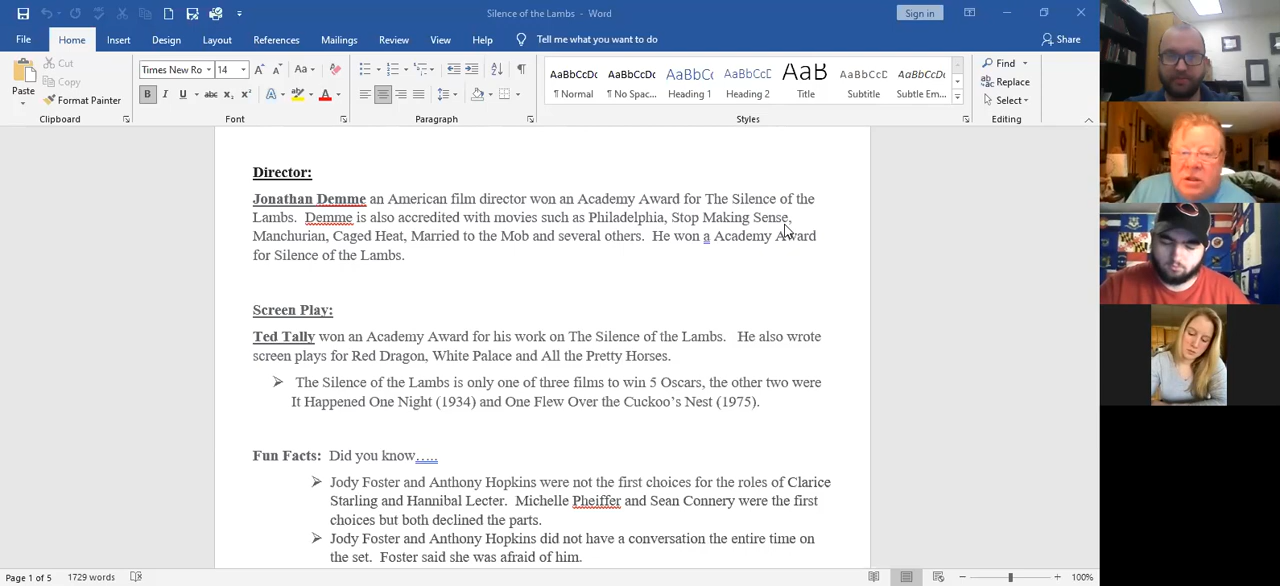 Silence of the Lambs - Word
Sign in
File Home Insert Design Layout References Mailings Review View Help Tell me what you want to do Share
Paste
Cut
Copy
Format Painter
Times New Ro 14
B I U abc X₂ X²
Clipboard Font Paragraph Styles Editing
AaBbCcDc AaBbCcDc AaBbC( AaBbCcD AaB AaBbCcD AaBbCcDc
¶ Normal ¶ No Spac... Heading 1 Heading 2 Title Subtitle Subtle Em...
Find
Replace
Select
Director:
Jonathan Demme an American film director won an Academy Award for The Silence of the
Lambs. Demme is also accredited with movies such as Philadelphia, Stop Making Sense,
Manchurian, Caged Heat, Married to the Mob and several others. He won a Academy Award
for Silence of the Lambs.
Screen Play:
Ted Tally won an Academy Award for his work on The Silence of the Lambs. He also wrote
screen plays for Red Dragon, White Palace and All the Pretty Horses.
The Silence of the Lambs is only one of three films to win 5 Oscars, the other two were
It Happened One Night (1934) and One Flew Over the Cuckoo's Nest (1975).
Fun Facts: Did you know…..
Jody Foster and Anthony Hopkins were not the first choices for the roles of Clarice
Starling and Hannibal Lecter. Michelle Pheiffer and Sean Connery were the first
choices but both declined the parts.
Jody Foster and Anthony Hopkins did not have a conversation the entire time on
the set. Foster said she was afraid of him.
Page 1 of 5 1729 words 100%